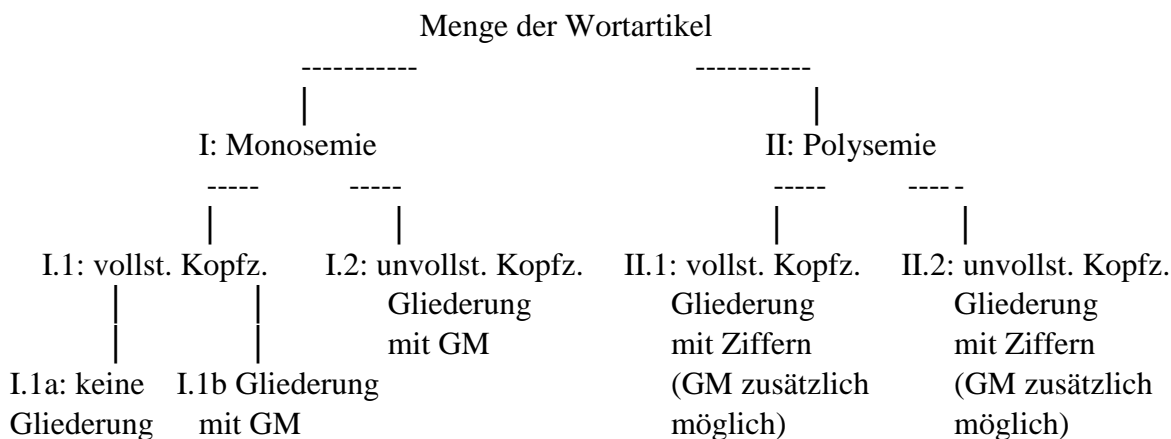 Menge der Wortartikel
I: Monosemie II: Polysemie
I.1: vollst. Kopfz. I.2: unvollst. Kopfz. II.1: vollst. Kopfz. II.2: unvollst. Kopfz.
Gliederung Gliederung Gliederung
mit GM mit Ziffern mit Ziffern
I.1a: keine I.1b Gliederung (GM zusätzlich (GM zusätzlich
Gliederung mit GM möglich) möglich)